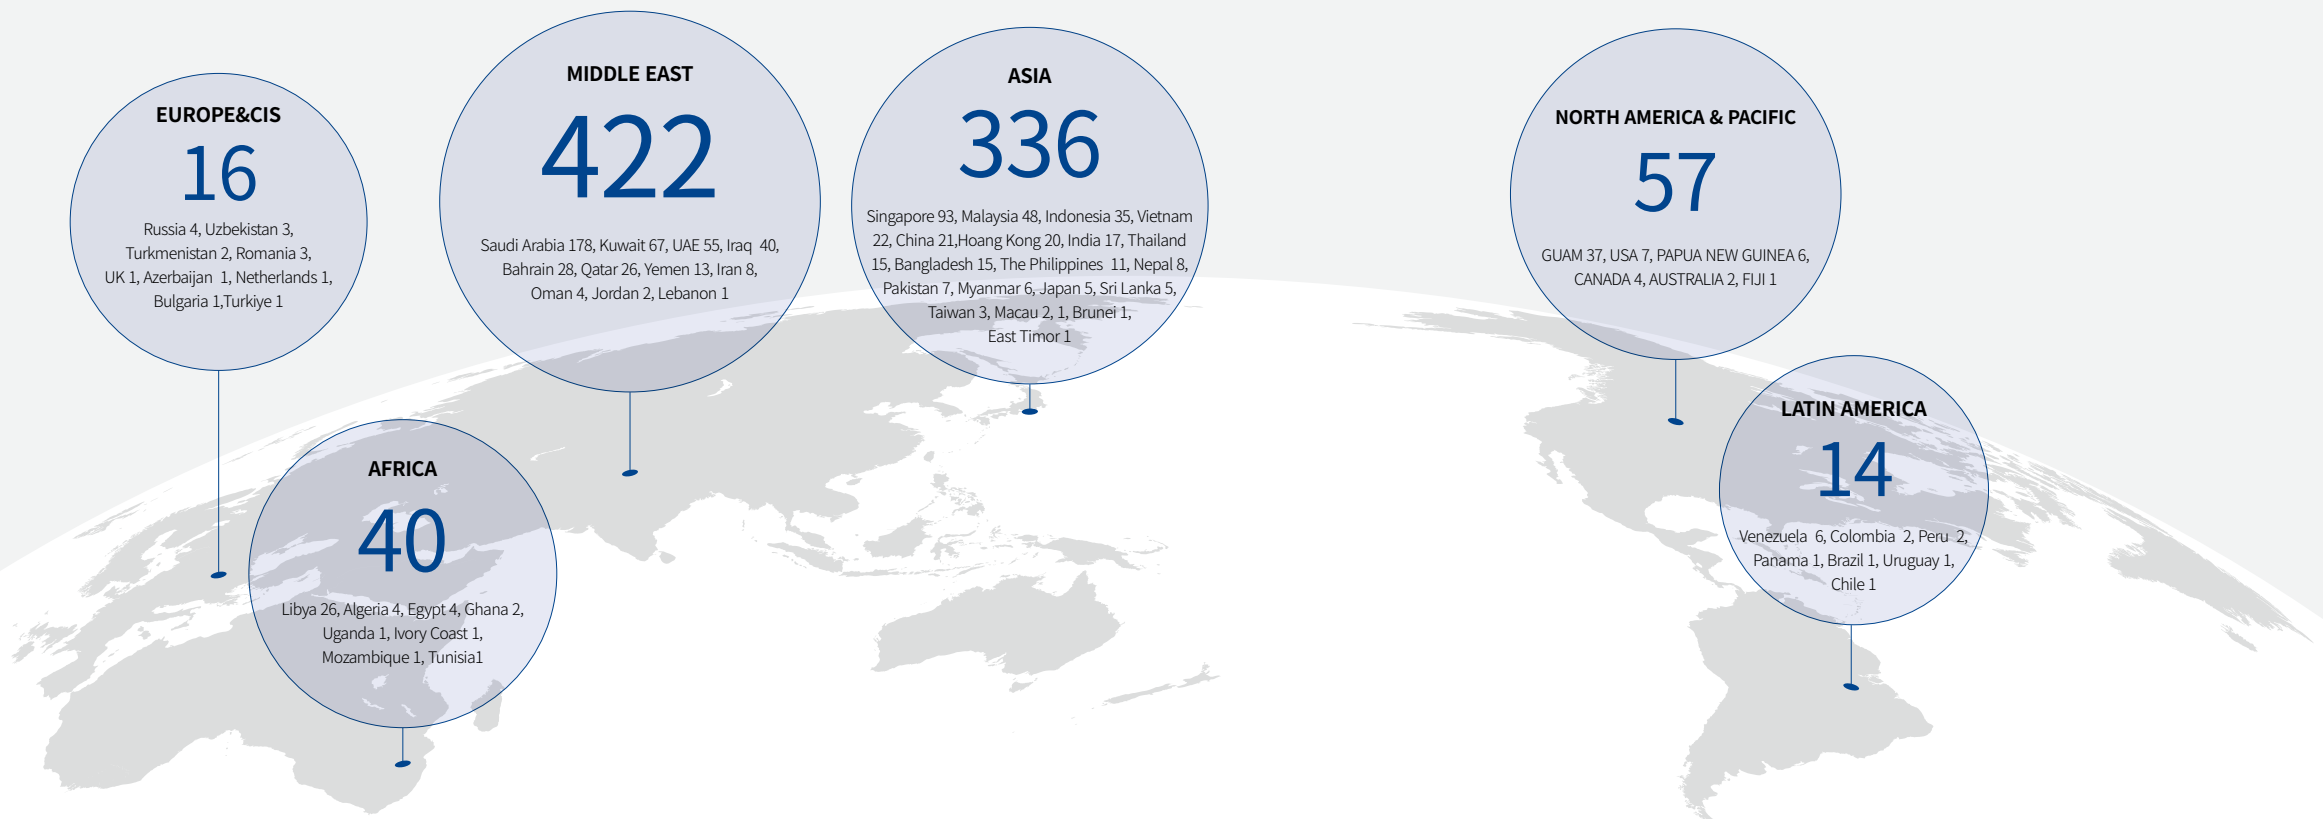 EUROPE&CIS
16
Russia 4, Uzbekistan 3,
Turkmenistan 2, Romania 3,
UK 1, Azerbaijan 1, Netherlands 1,
Bulgaria 1,Turkiye 1
MIDDLE EAST
422
Saudi Arabia 178, Kuwait 67, UAE 55, Iraq 40,
Bahrain 28, Qatar 26, Yemen 13, Iran 8,
Oman 4, Jordan 2, Lebanon 1
ASIA
336
Singapore 93, Malaysia 48, Indonesia 35, Vietnam
22, China 21,Hoang Kong 20, India 17, Thailand
15, Bangladesh 15, The Philippines 11, Nepal 8,
Pakistan 7, Myanmar 6, Japan 5, Sri Lanka 5,
Taiwan 3, Macau 2, 1, Brunei 1,
East Timor 1
NORTH AMERICA & PACIFIC
57
GUAM 37, USA 7, PAPUA NEW GUINEA 6,
CANADA 4, AUSTRALIA 2, FIJI 1
AFRICA
40
Libya 26, Algeria 4, Egypt 4, Ghana 2,
Uganda 1, Ivory Coast 1,
Mozambique 1, Tunisia1
LATIN AMERICA
14
Venezuela 6, Colombia 2, Peru 2,
Panama 1, Brazil 1, Uruguay 1,
Chile 1